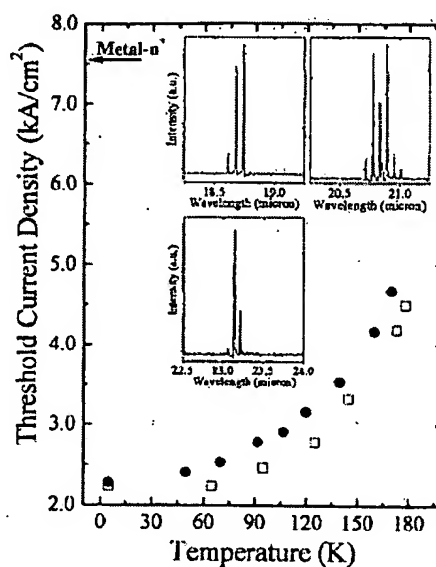 8.0
Metal-n+
7.0
6.0
5.0
4.0
3.0
2.0
Threshold Current Density (kA/cm²)
0 30 60 90 120 150 180
Temperature (K)
Intensity (a.u.)
18.5 19.0
Wavelength (micron)
20.5 21.0
Wavelength (micron)
Intensity (a.u.)
22.5 23.0 23.5 24.0
Wavelength (micron)